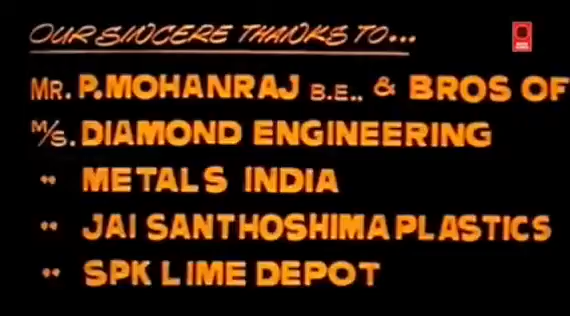 OUR SINCERE THANKS TO...
MR. P.MOHANRAJ B.E.. & BROS OF
M/S. DIAMOND ENGINEERING
" METALS INDIA
" JAI SANTHOSHIMA PLASTICS
" SPK LIME DEPOT